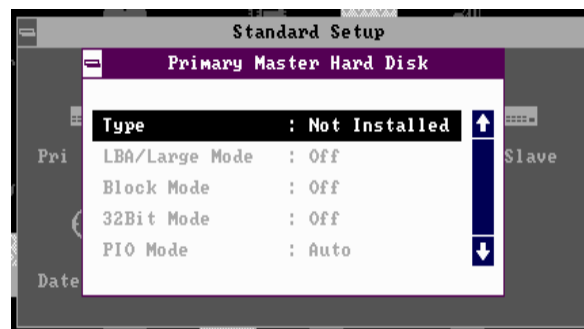 Standard Setup
Primary Master Hard Disk
Type : Not Installed
LBA/Large Mode : Off
Block Mode : Off
32Bit Mode : Off
PIO Mode : Auto
Pri
Slave
Date